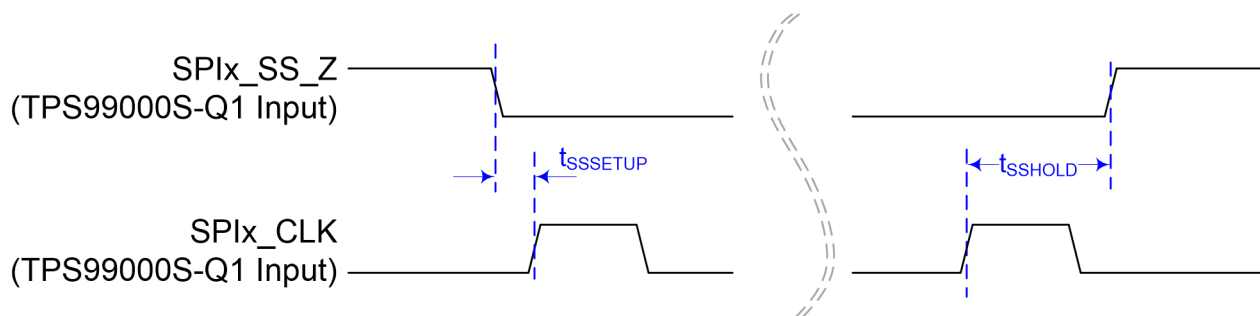 SPIx_SS_Z
(TPS99000S-Q1 Input)
tSSSETUP
tSSHOLD
SPIx_CLK
(TPS99000S-Q1 Input)